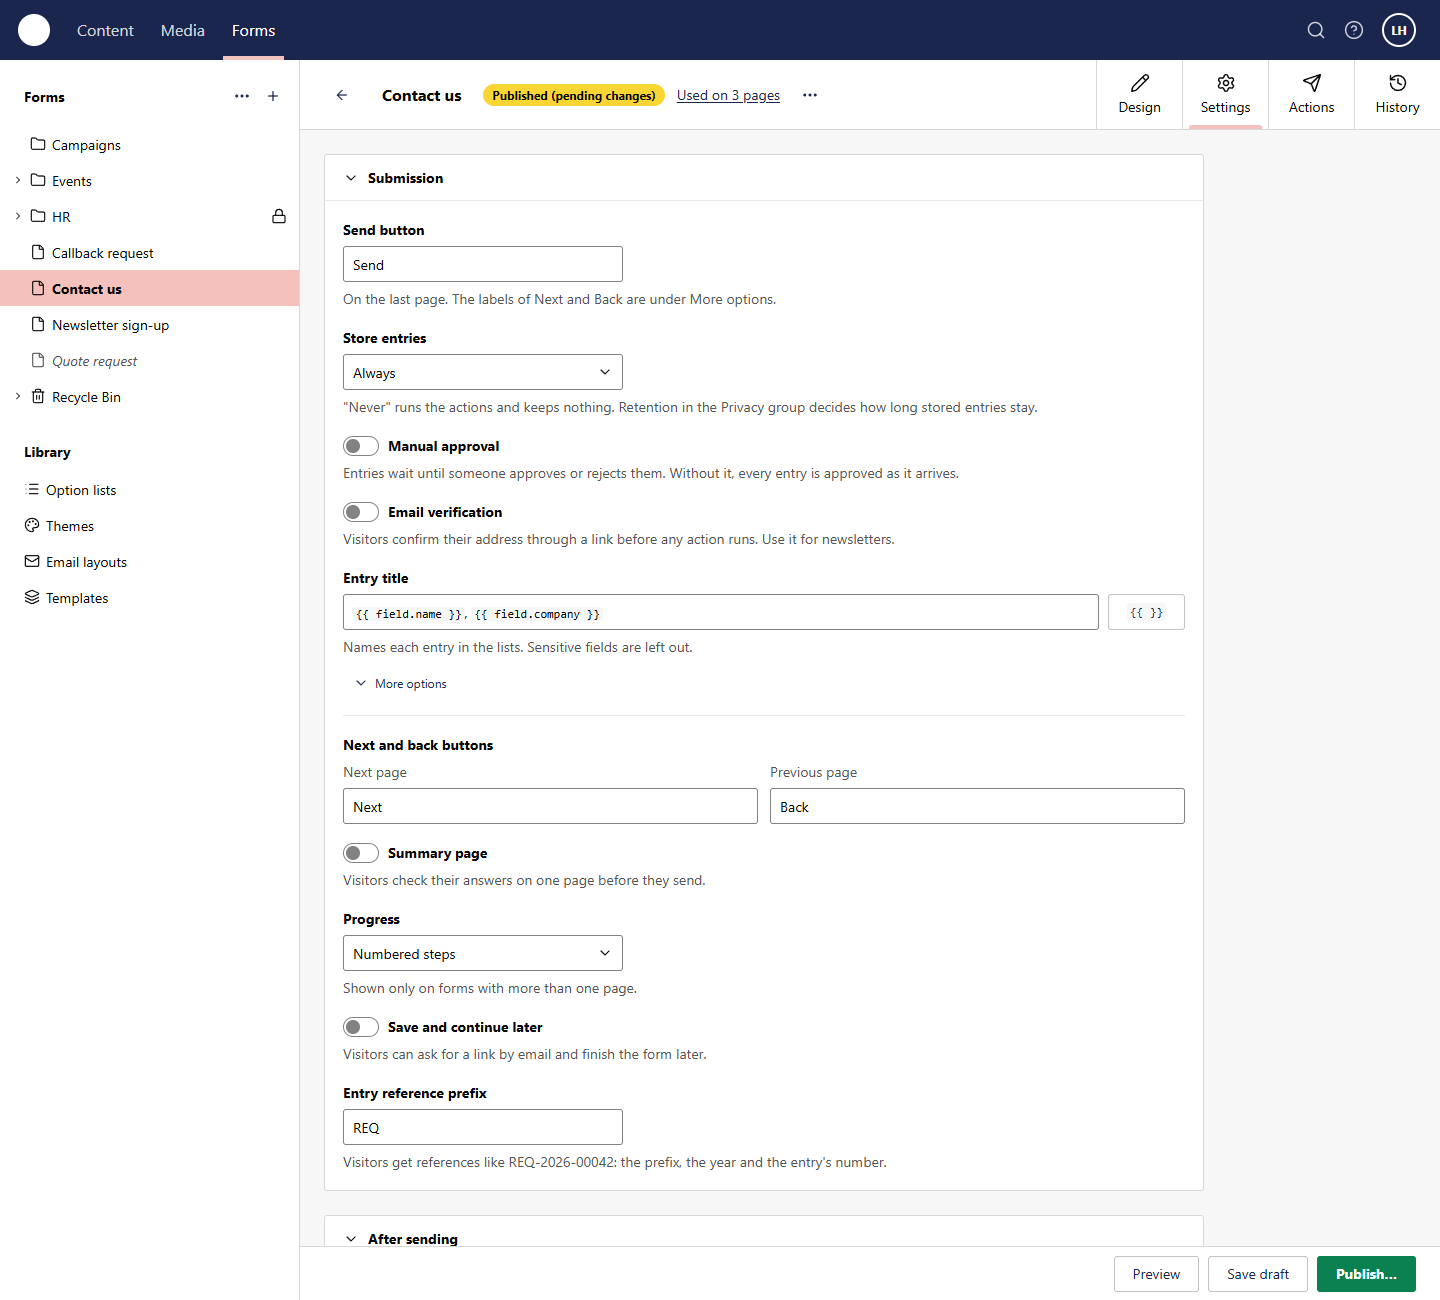 Content
Media
Forms
LH
Forms
Campaigns
Events
HR
Callback request
Contact us
Newsletter sign-up
Quote request
Recycle Bin
Library
Option lists
Themes
Email layouts
Templates
Contact us
Published (pending changes)
Used on 3 pages
Design
Settings
Actions
History
Submission
Send button
Send
On the last page. The labels of Next and Back are under More options.
Store entries
Always
"Never" runs the actions and keeps nothing. Retention in the Privacy group decides how long stored entries stay.
Manual approval
Entries wait until someone approves or rejects them. Without it, every entry is approved as it arrives.
Email verification
Visitors confirm their address through a link before any action runs. Use it for newsletters.
Entry title
{{ field.name }}, {{ field.company }}
{{ }}
Names each entry in the lists. Sensitive fields are left out.
More options
Next and back buttons
Next page
Previous page
Next
Back
Summary page
Visitors check their answers on one page before they send.
Progress
Numbered steps
Shown only on forms with more than one page.
Save and continue later
Visitors can ask for a link by email and finish the form later.
Entry reference prefix
REQ
Visitors get references like REQ-2026-00042: the prefix, the year and the entry's number.
After sending
Preview
Save draft
Publish...